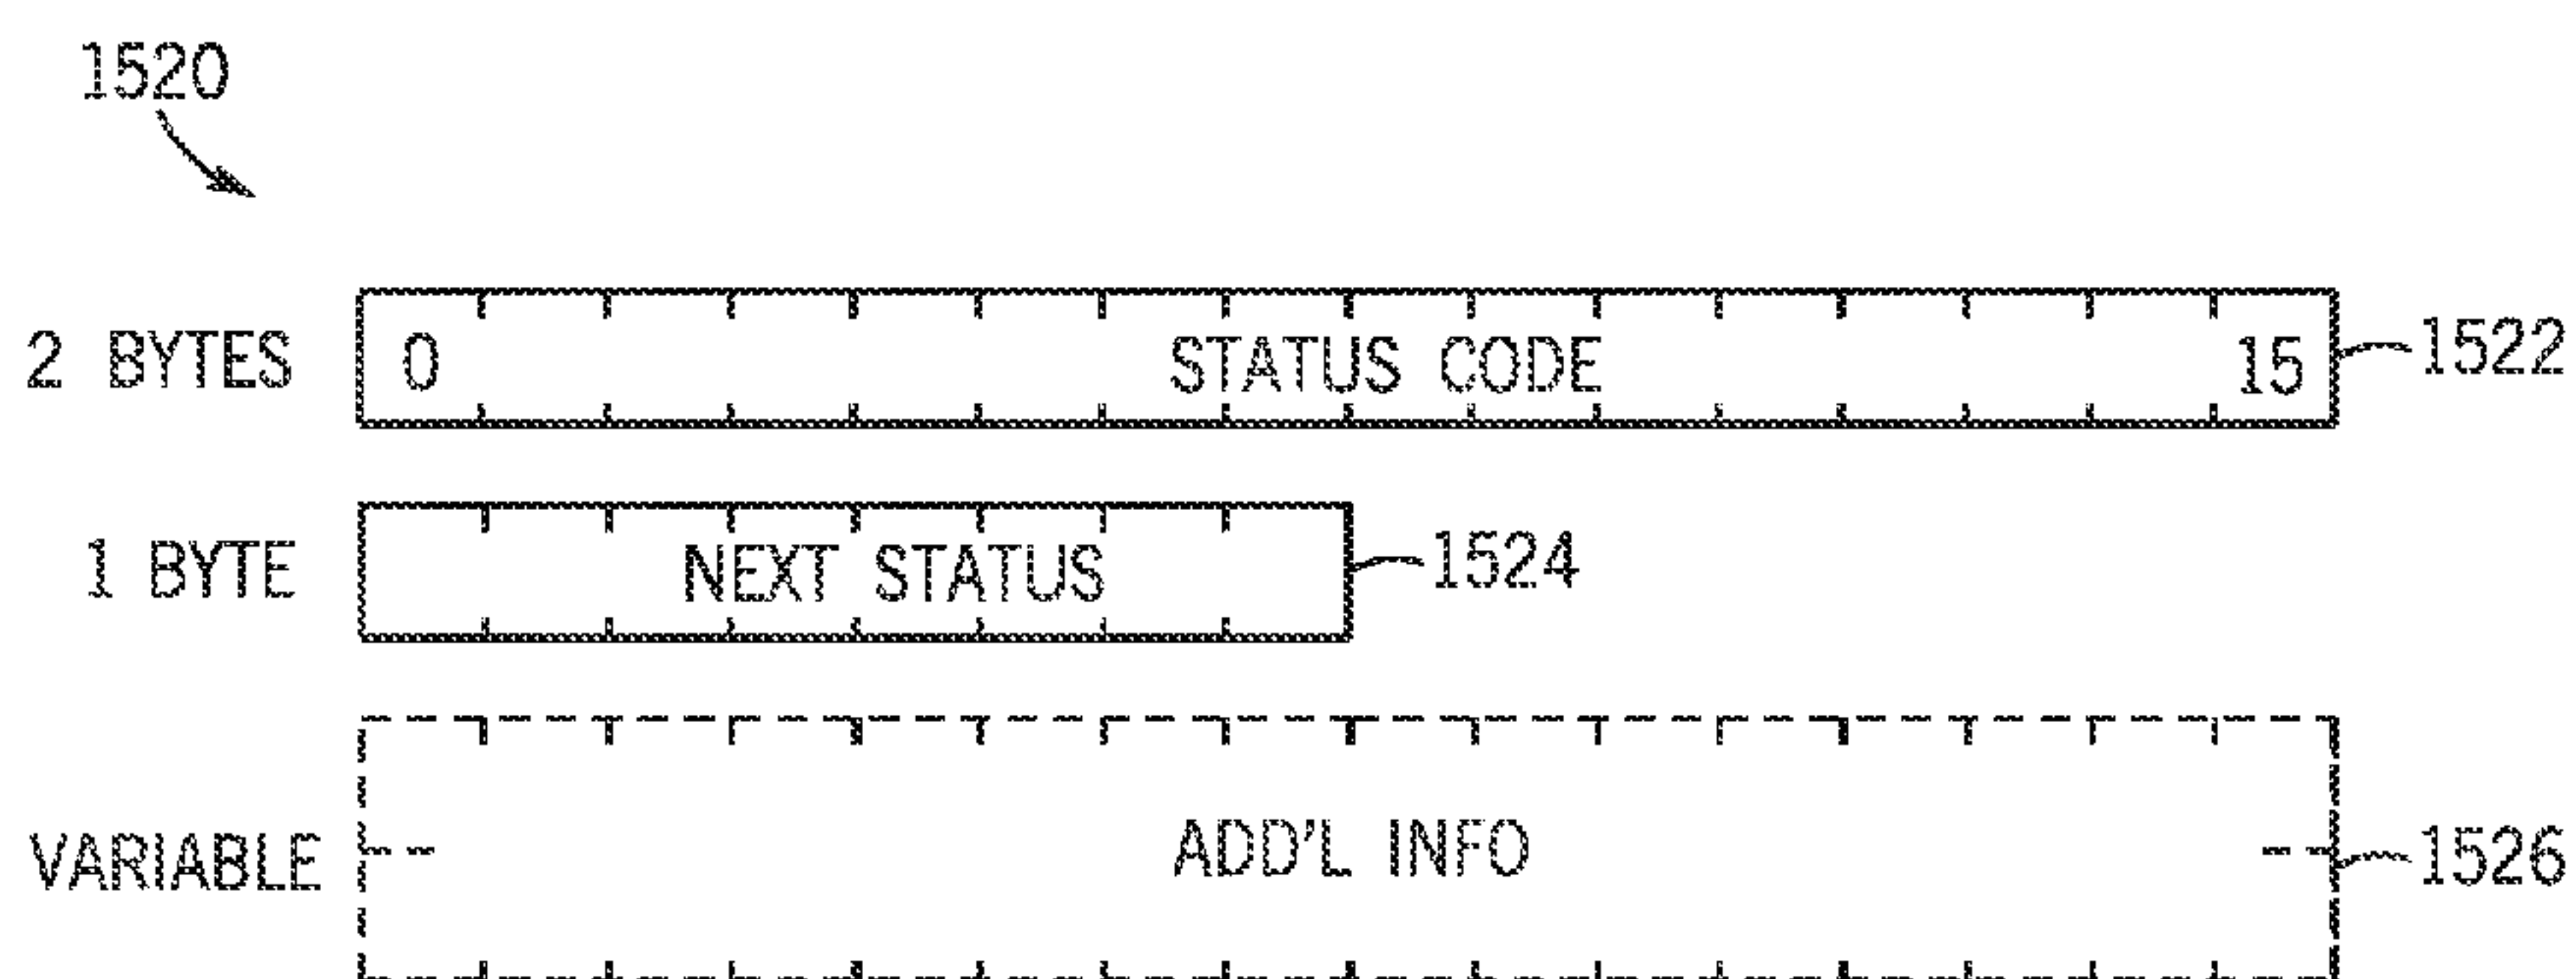 1520
2 BYTES 0 STATUS CODE 15 1522
1 BYTE NEXT STATUS 1524
VARIABLE ADD'L INFO 1526